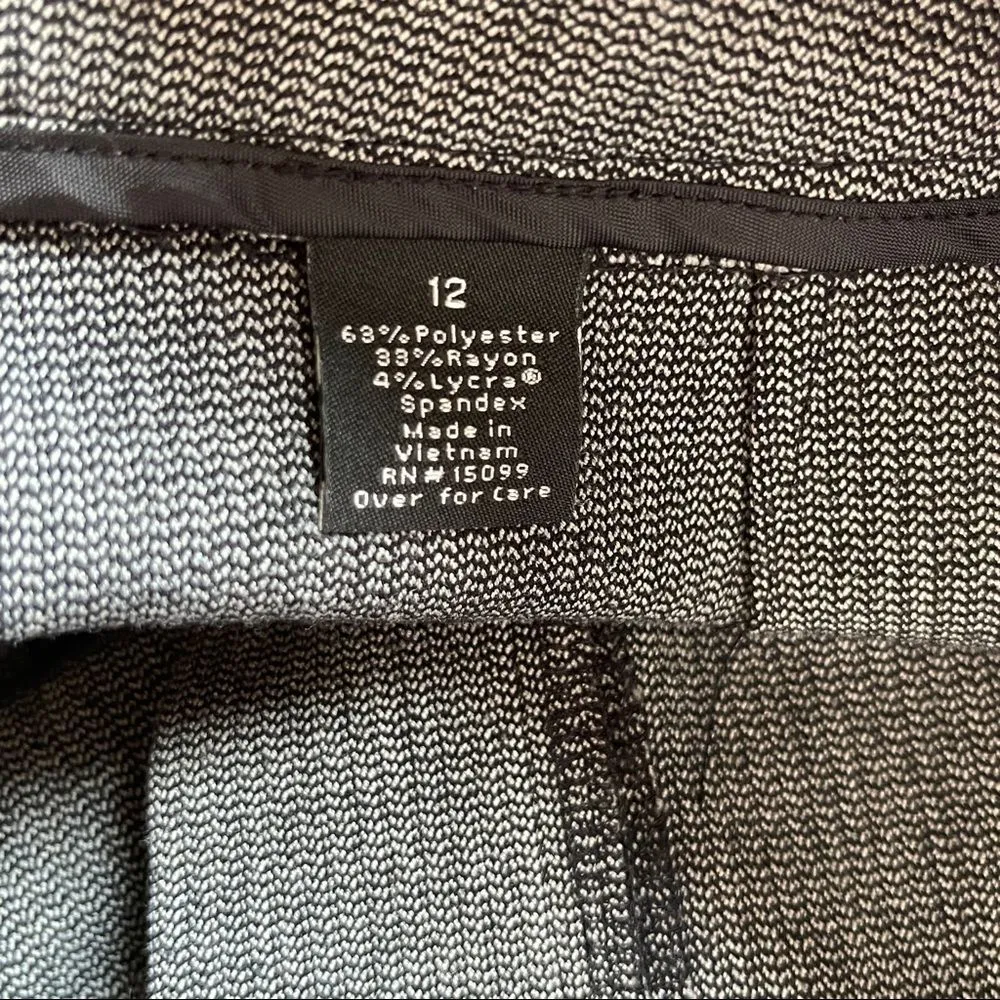 12
63% Polyester
33% Rayon
4% Lycra®
Spandex
Made in
Vietnam
RN# 15099
Over for Care